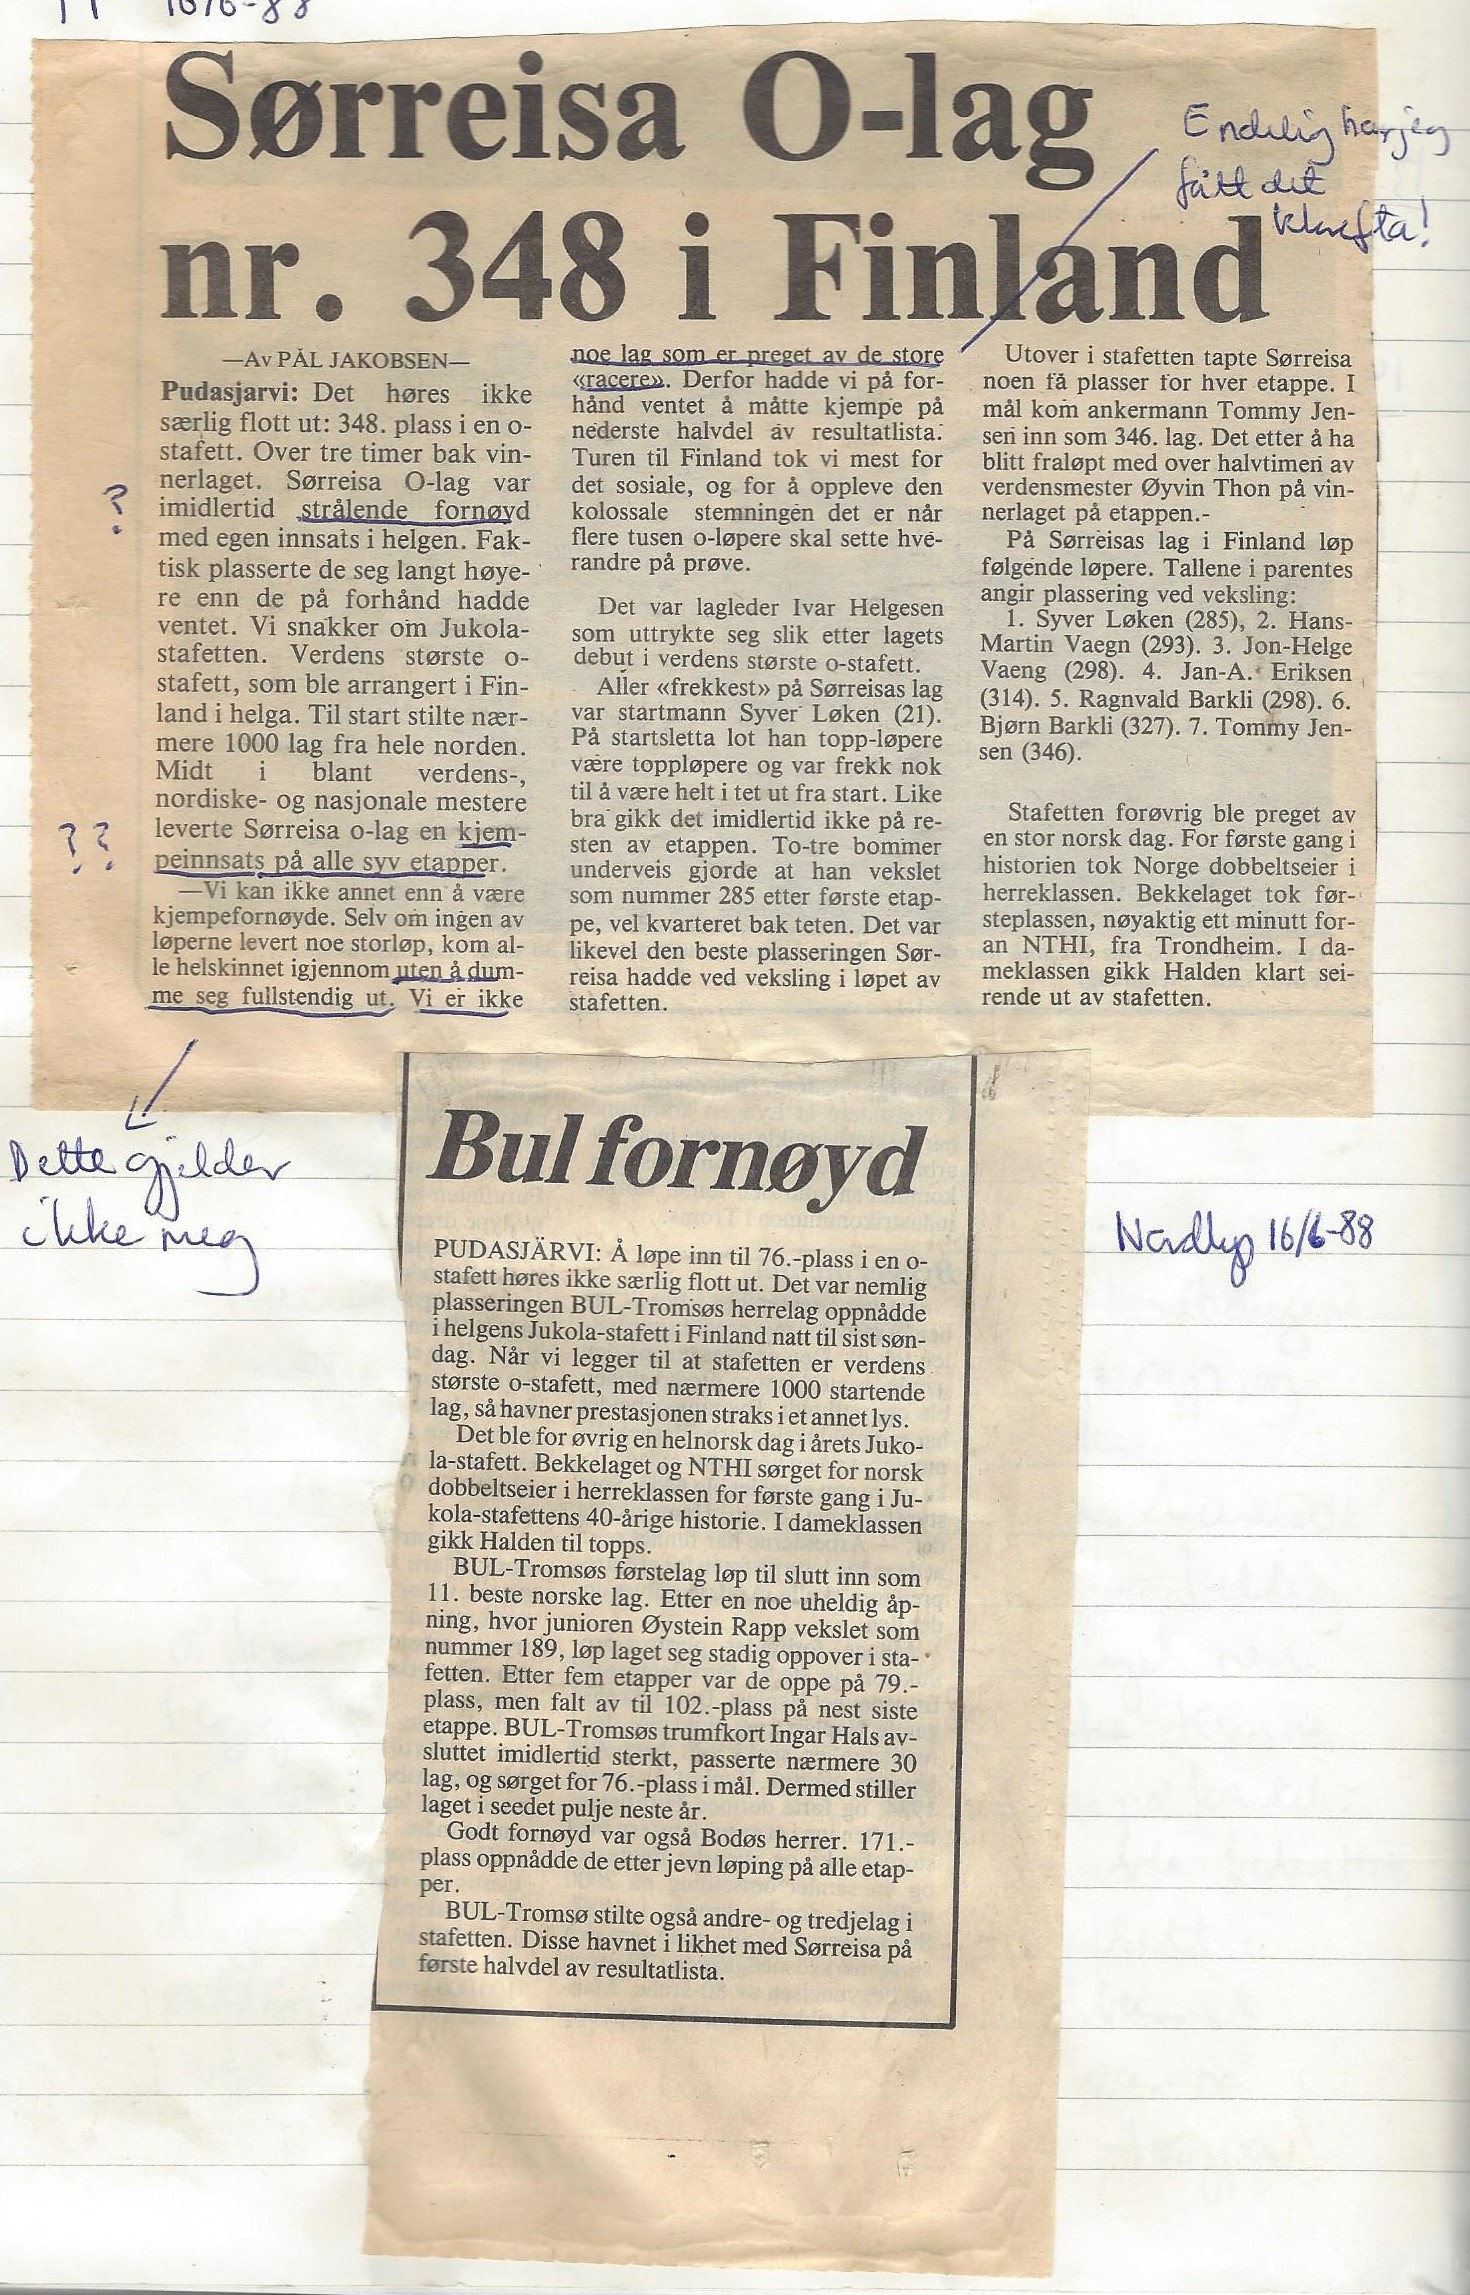 16/6-88
Sørreisa O-lag
nr. 348 i Finland
Endelig har jeg
fått det
klarefta!
—Av PÅL JAKOBSEN—
Pudasjarvi: Det høres ikke
særlig flott ut: 348. plass i en o-
stafett. Over tre timer bak vin-
nerlaget. Sørreisa O-lag var
?
imidlertid strålende fornøyd
med egen innsats i helgen. Fak-
tisk plasserte de seg langt høye-
re enn de på forhånd hadde
ventet. Vi snakker om Jukola-
stafetten. Verdens største o-
stafett, som ble arrangert i Fin-
land i helga. Til start stilte nær-
mere 1000 lag fra hele norden.
Midt i blant verdens-,
nordiske- og nasjonale mestere
leverte Sørreisa o-lag en kjem-
??
peinnsats på alle syv etapper.
—Vi kan ikke annet enn å være
kjempefornøyde. Selv om ingen av
løperne levert noe storløp, kom al-
le helskinnet igjennom uten å dum-
me seg fullstendig ut. Vi er ikke
noe lag som er preget av de store
«racere». Derfor hadde vi på for-
hånd ventet å måtte kjempe på
nederste halvdel av resultatlista.
Turen til Finland tok vi mest for
det sosiale, og for å oppleve den
kolossale stemningen det er når
flere tusen o-løpere skal sette hve-
randre på prøve.
Det var lagleder Ivar Helgesen
som uttrykte seg slik etter lagets
debut i verdens største o-stafett.
Aller «frekkest» på Sørreisas lag
var startmann Syver Løken (21).
På startsletta lot han topp-løpere
være toppløpere og var frekk nok
til å være helt i tet ut fra start. Like
bra gikk det imidlertid ikke på re-
sten av etappen. To-tre bommer
underveis gjorde at han vekslet
som nummer 285 etter første etap-
pe, vel kvarteret bak teten. Det var
likevel den beste plasseringen Sør-
reisa hadde ved veksling i løpet av
stafetten.
Utover i stafetten tapte Sørreisa
noen få plasser for hver etappe. I
mål kom ankermann Tommy Jen-
sen inn som 346. lag. Det etter å ha
blitt fraløpt med over halvtimen av
verdensmester Øyvin Thon på vin-
nerlaget på etappen.-
På Sørreisas lag i Finland løp
følgende løpere. Tallene i parentes
angir plassering ved veksling:
1. Syver Løken (285), 2. Hans-
Martin Vaegn (293). 3. Jon-Helge
Vaeng (298). 4. Jan-A. Eriksen
(314). 5. Ragnvald Barkli (298). 6.
Bjørn Barkli (327). 7. Tommy Jen-
sen (346).
Stafetten forøvrig ble preget av
en stor norsk dag. For første gang i
historien tok Norge dobbeltseier i
herreklassen. Bekkelaget tok før-
steplassen, nøyaktig ett minutt for-
an NTHI, fra Trondheim. I da-
meklassen gikk Halden klart sei-
rende ut av stafetten.
Dette gjelder
ikke meg
Bul fornøyd
Nordlys 16/6-88
PUDASJÄRVI: Å løpe inn til 76.-plass i en o-
stafett høres ikke særlig flott ut. Det var nemlig
plasseringen BUL-Tromsøs herrelag oppnådde
i helgens Jukola-stafett i Finland natt til sist søn-
dag. Når vi legger til at stafetten er verdens
største o-stafett, med nærmere 1000 startende
lag, så havner prestasjonen straks i et annet lys.
Det ble for øvrig en helnorsk dag i årets Juko-
la-stafett. Bekkelaget og NTHI sørget for norsk
dobbeltseier i herreklassen for første gang i Ju-
kola-stafettens 40-årige historie. I dameklassen
gikk Halden til topps.
BUL-Tromsøs førstelag løp til slutt inn som
11. beste norske lag. Etter en noe uheldig åp-
ning, hvor junioren Øystein Rapp vekslet som
nummer 189, løp laget seg stadig oppover i sta-
fetten. Etter fem etapper var de oppe på 79.-
plass, men falt av til 102.-plass på nest siste
etappe. BUL-Tromsøs trumfkort Ingar Hals av-
sluttet imidlertid sterkt, passerte nærmere 30
lag, og sørget for 76.-plass i mål. Dermed stiller
laget i seedet pulje neste år.
Godt fornøyd var også Bodøs herrer. 171.-
plass oppnådde de etter jevn løping på alle etap-
per.
BUL-Tromsø stilte også andre- og tredjelag i
stafetten. Disse havnet i likhet med Sørreisa på
første halvdel av resultatlista.